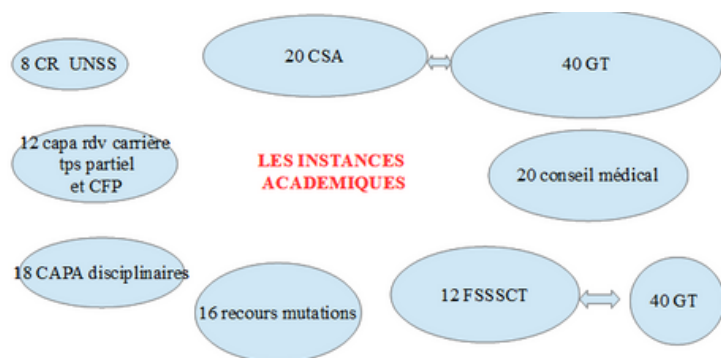 8 CR UNSS
20 CSA
40 GT
12 capa rdv carrière
tps partiel
et CFP
LES INSTANCES
ACADEMIQUES
20 conseil médical
18 CAPA disciplinaires
16 recours mutations
12 FSSSCT
40 GT